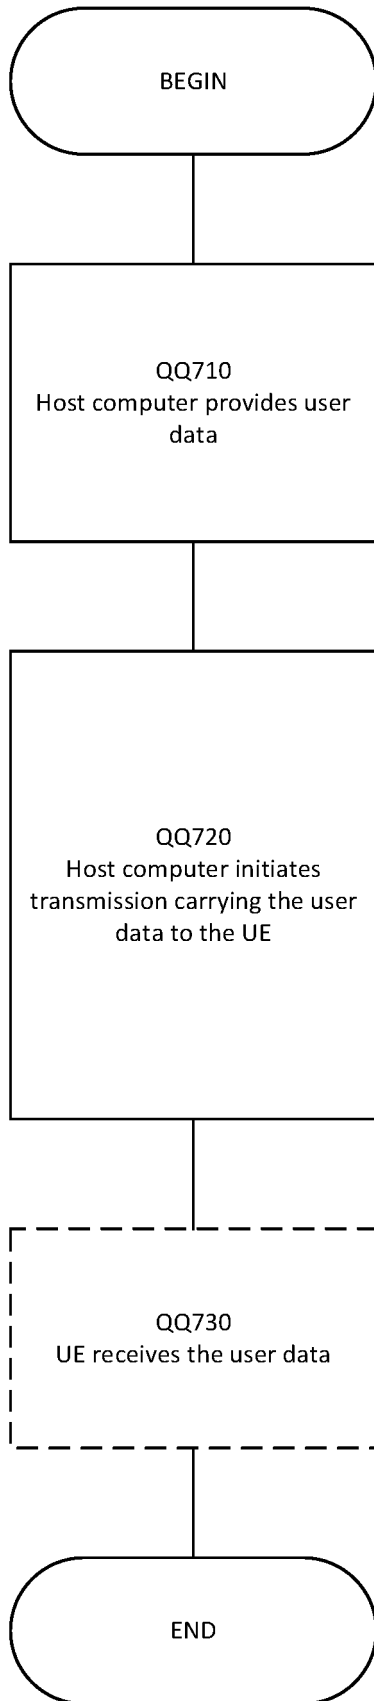 BEGIN
QQ710
Host computer provides user
data
QQ720
Host computer initiates
transmission carrying the user
data to the UE
QQ730
UE receives the user data
END